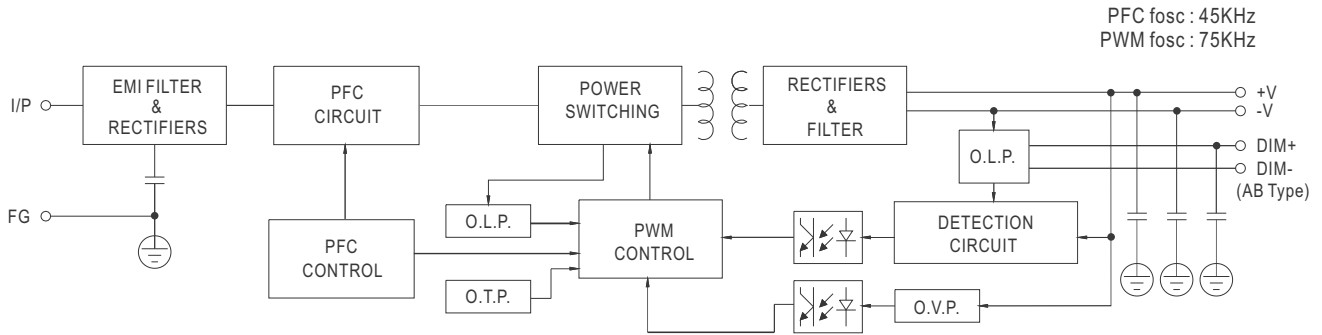 PFC fosc : 45KHz
PWM fosc : 75KHz
I/P
EMI FILTER
&
RECTIFIERS
PFC
CIRCUIT
POWER
SWITCHING
RECTIFIERS
&
FILTER
+V
-V
O.L.P.
DIM+
DIM-
(AB Type)
FG
O.L.P.
PFC
CONTROL
PWM
CONTROL
DETECTION
CIRCUIT
O.T.P.
O.V.P.